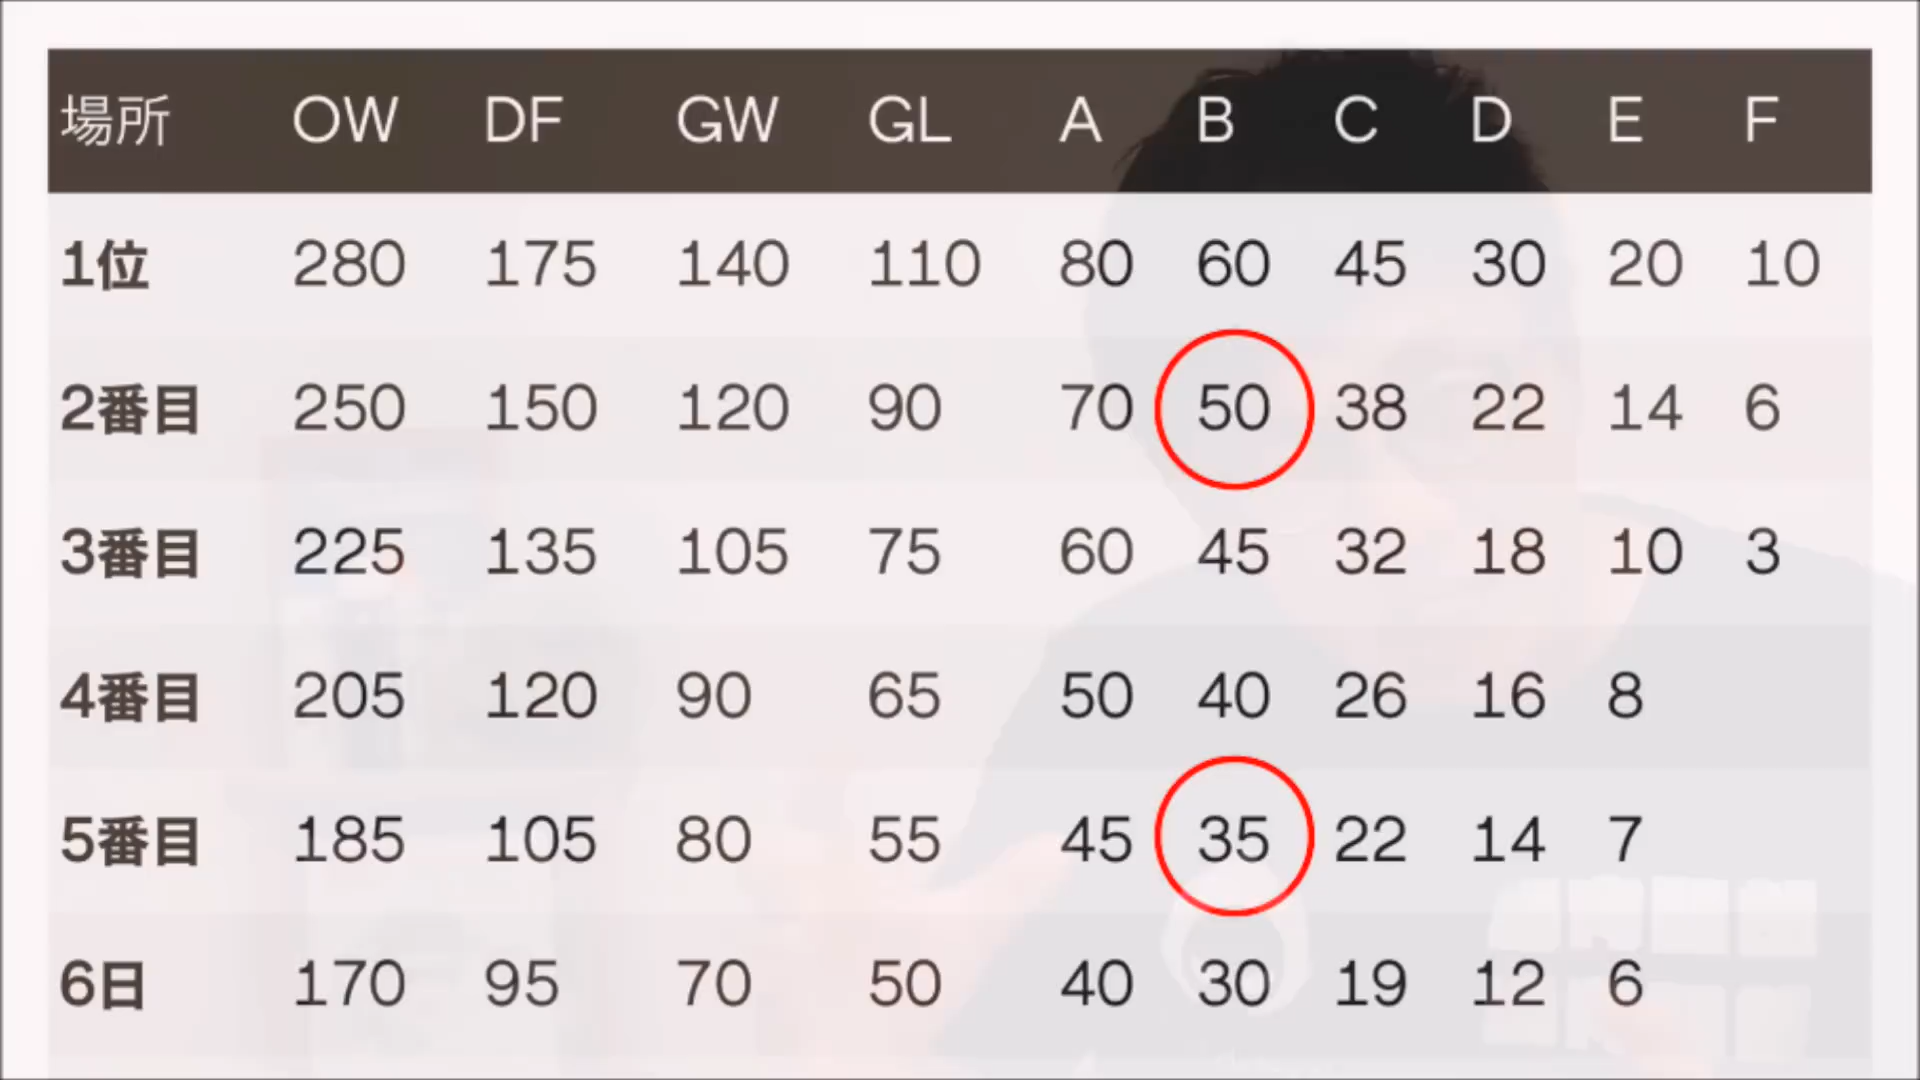 場所 OW DF GW GL A B C D E F
1位 280 175 140 110 80 60 45 30 20 10
2番目 250 150 120 90 70 50 38 22 14 6
3番目 225 135 105 75 60 45 32 18 10 3
4番目 205 120 90 65 50 40 26 16 8
5番目 185 105 80 55 45 35 22 14 7
6日 170 95 70 50 40 30 19 12 6